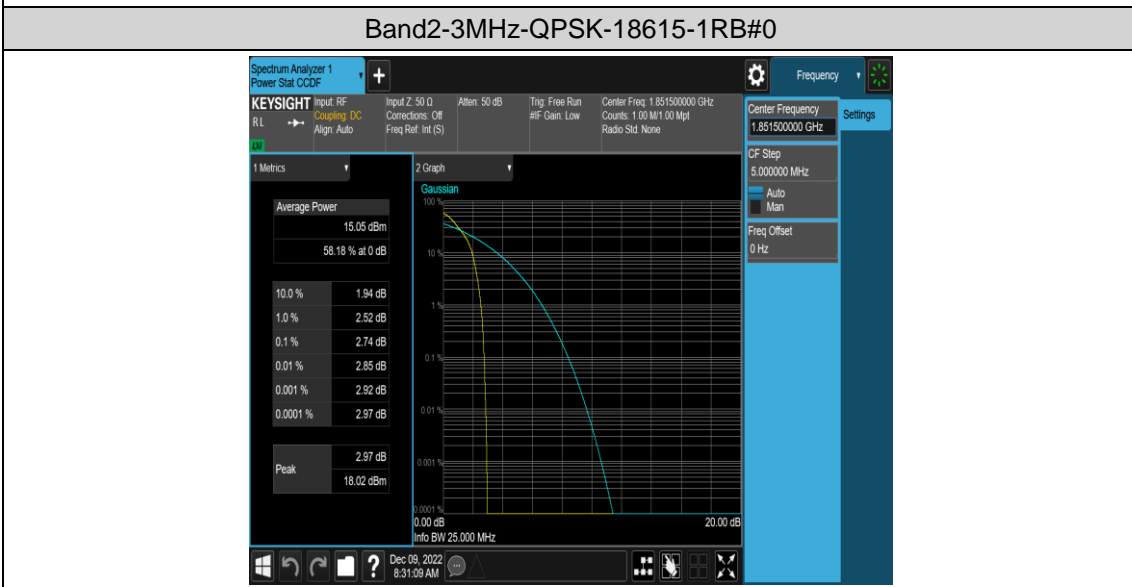 Band2-3MHz-QPSK-18615-1RB#0
Spectrum Analyzer 1
Power Stat CCDF
+
Frequency
KEYSIGHT
RL
Input: RF
Coupling: DC
Align: Auto
Input Z: 50 Ω
Corrections: Off
Freq Ref: Int (S)
Atten: 50 dB
Trig: Free Run
#IF Gain: Low
Center Freq: 1.851500000 GHz
Counts: 1.00 M/1.00 Mpt
Radio Std: None
Center Frequency
1.851500000 GHz
Settings
CF Step
5.000000 MHz
Auto
Man
Freq Offset
0 Hz
1 Metrics
Average Power
15.05 dBm
58.18 % at 0 dB
10.0 % 1.94 dB
1.0 % 2.52 dB
0.1 % 2.74 dB
0.01 % 2.85 dB
0.001 % 2.92 dB
0.0001 % 2.97 dB
Peak
2.97 dB
18.02 dBm
2 Graph
Gaussian
100 %
10 %
1 %
0.1 %
0.01 %
0.001 %
0.0001 %
0.00 dB 20.00 dB
Info BW 25.000 MHz
?
Dec 09, 2022
8:31:09 AM